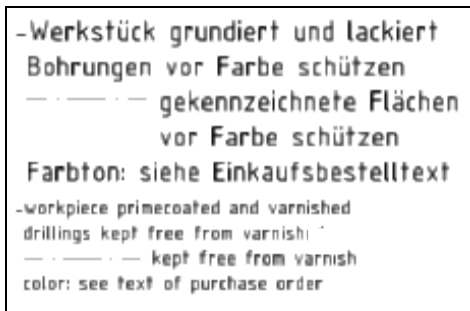 -Werkstück grundiert und lackiert
Bohrungen vor Farbe schützen
— · — · — gekennzeichnete Flächen
vor Farbe schützen
Farbton: siehe Einkaufsbestelltext
-workpiece primecoated and varnished
drillings kept free from varnish
— · — · — kept free from varnish
color: see text of purchase order